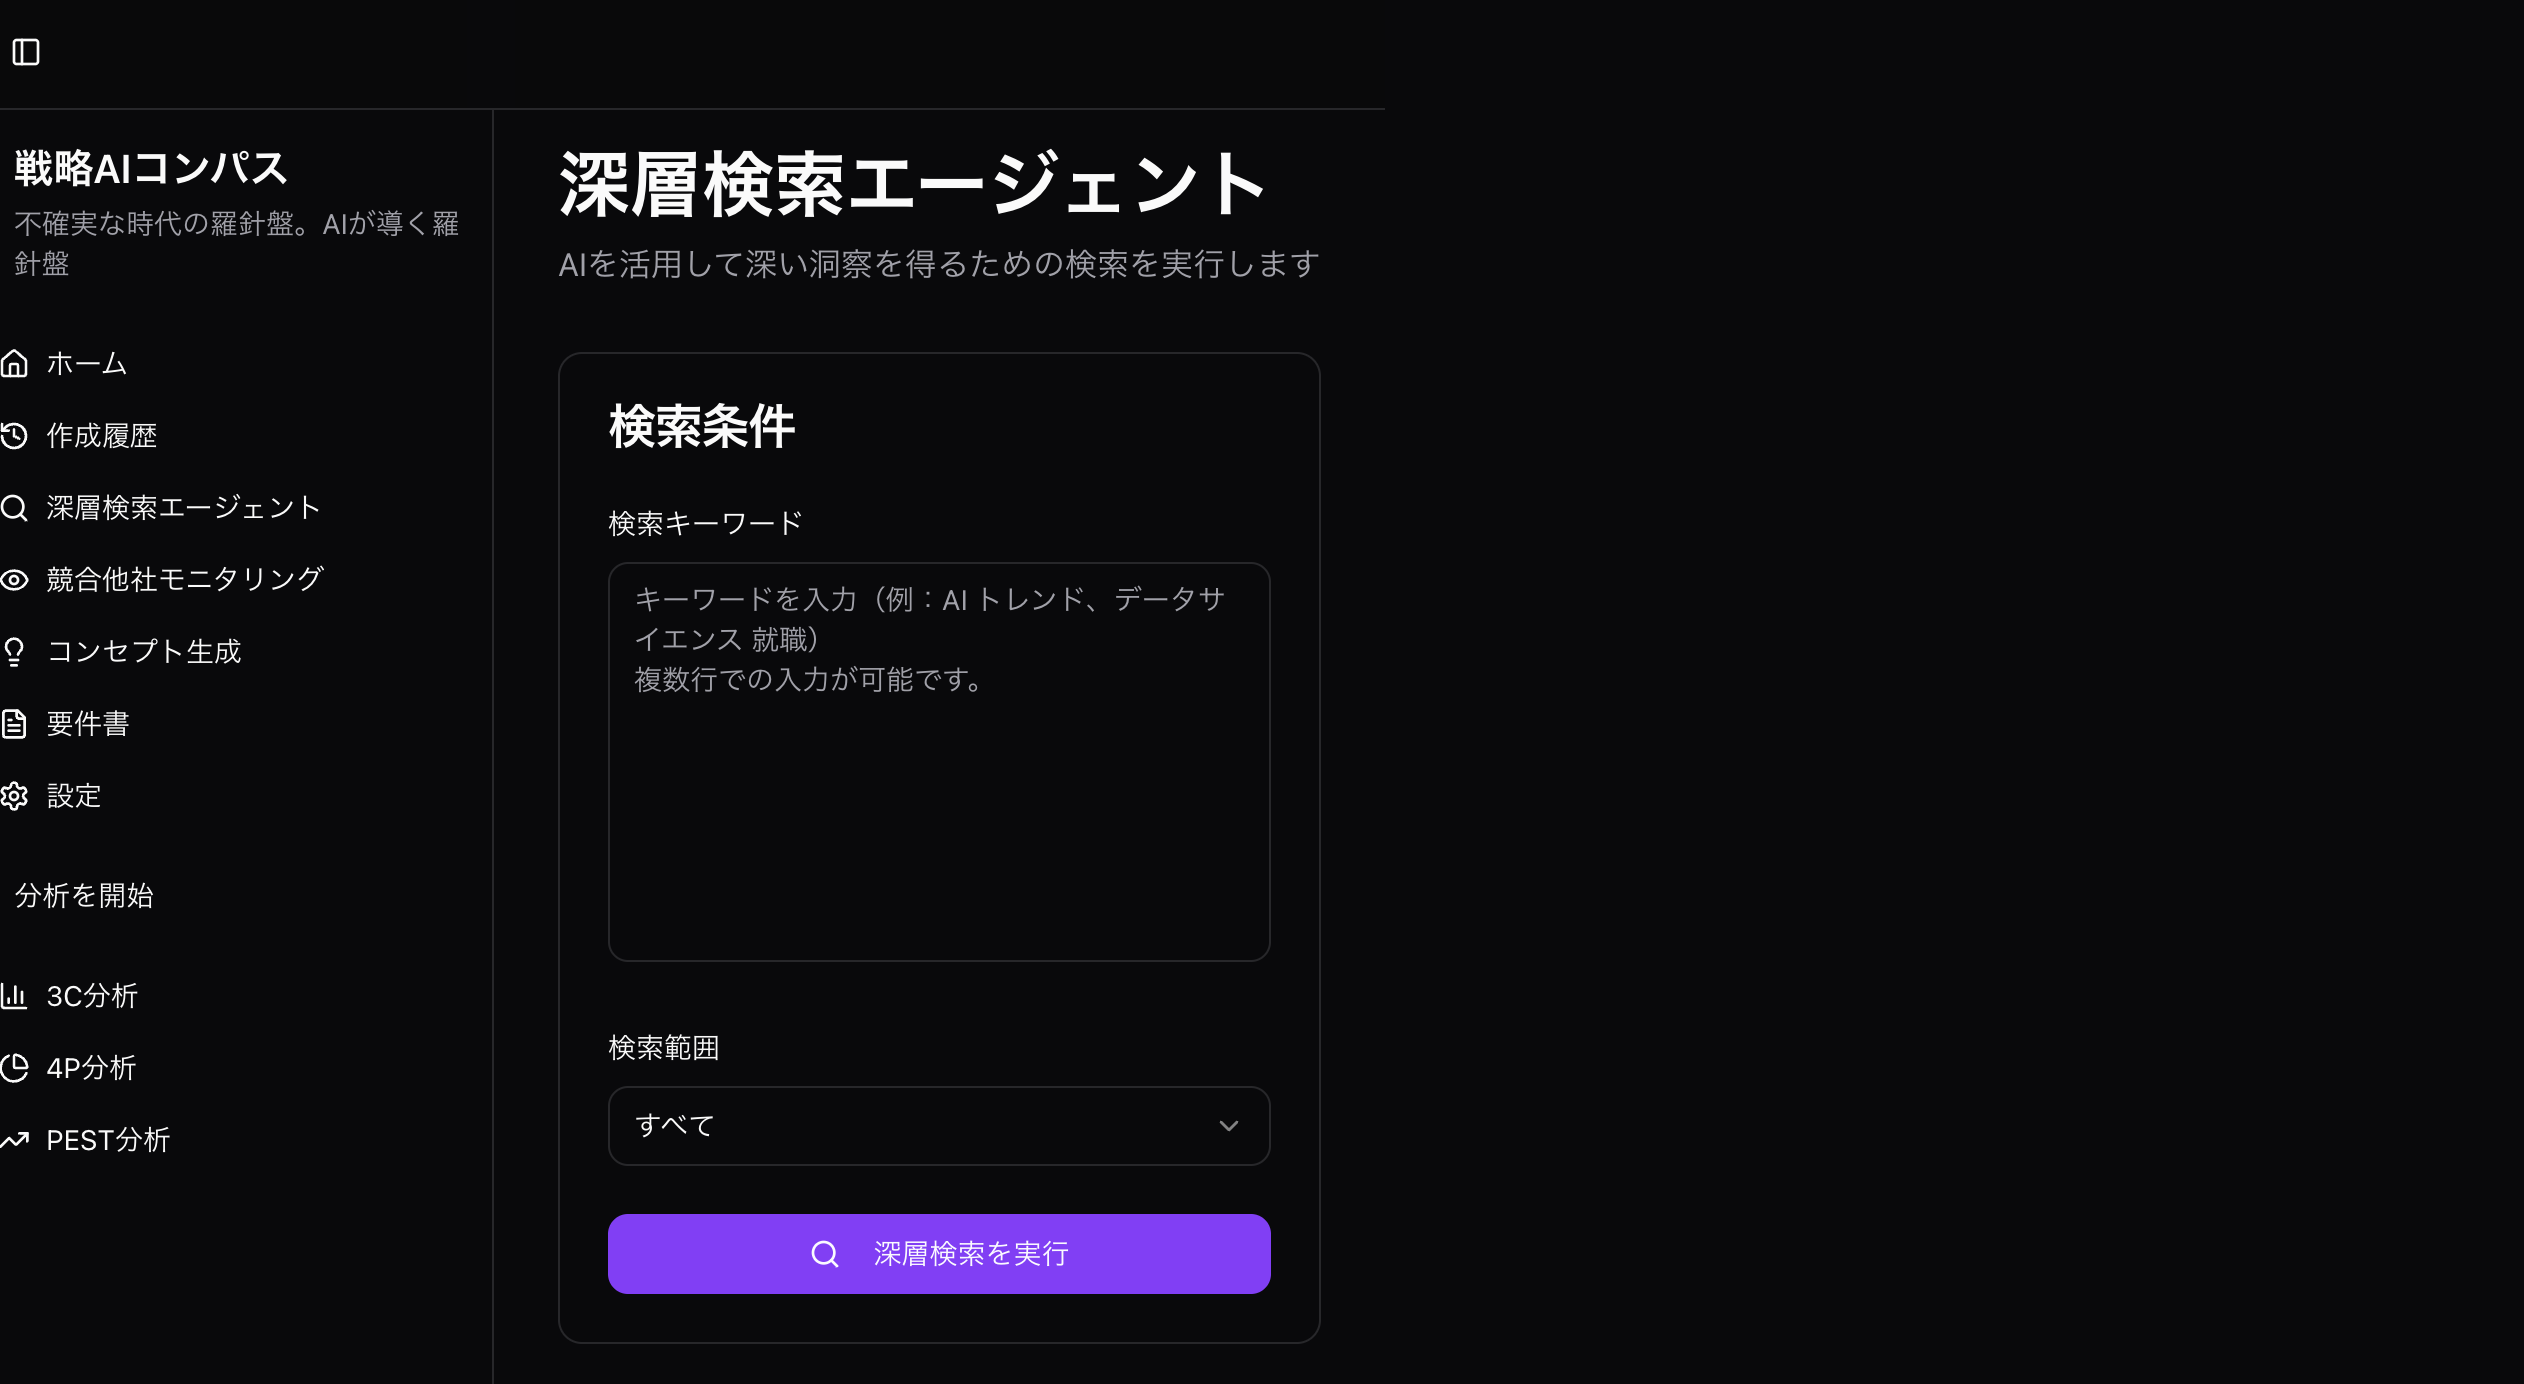 戦略AIコンパス
不確実な時代の羅針盤。AIが導く羅
針盤
ホーム
作成履歴
深層検索エージェント
競合他社モニタリング
コンセプト生成
要件書
設定
分析を開始
3C分析
4P分析
PEST分析
深層検索エージェント
AIを活用して深い洞察を得るための検索を実行します
検索条件
検索キーワード
キーワードを入力（例：AI トレンド、データサ
イエンス 就職）
複数行での入力が可能です。
検索範囲
すべて
深層検索を実行